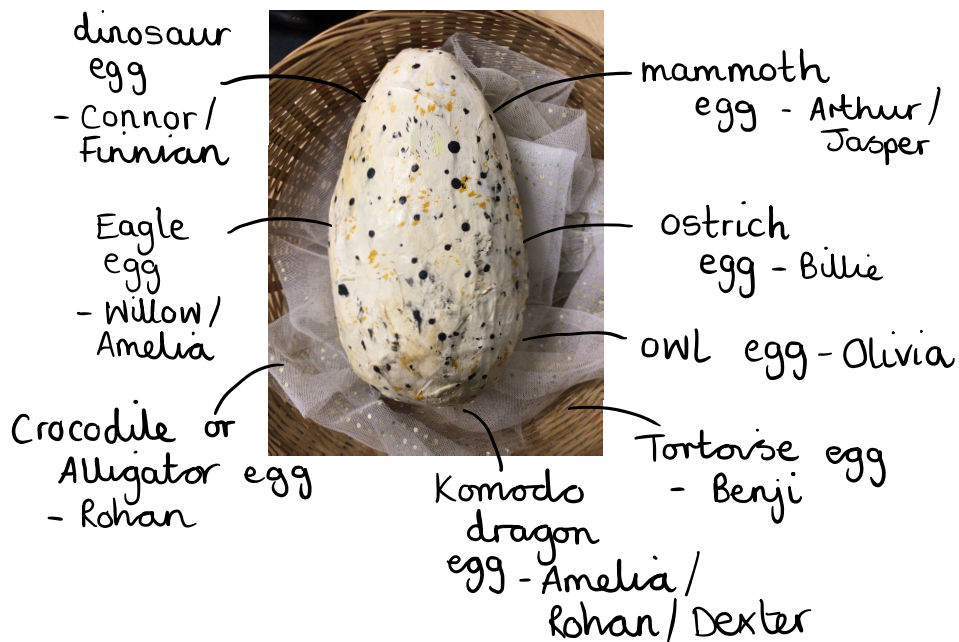 dinosaur
egg
- Connor/
Finnian
mammoth
egg - Arthur/
Jasper
Eagle
egg
- Willow/
Amelia
ostrich
egg - Billie
owl egg - Olivia
Crocodile or
Alligator egg
- Rohan
Tortoise egg
- Benji
Komodo
dragon
egg - Amelia/
Rohan/Dexter